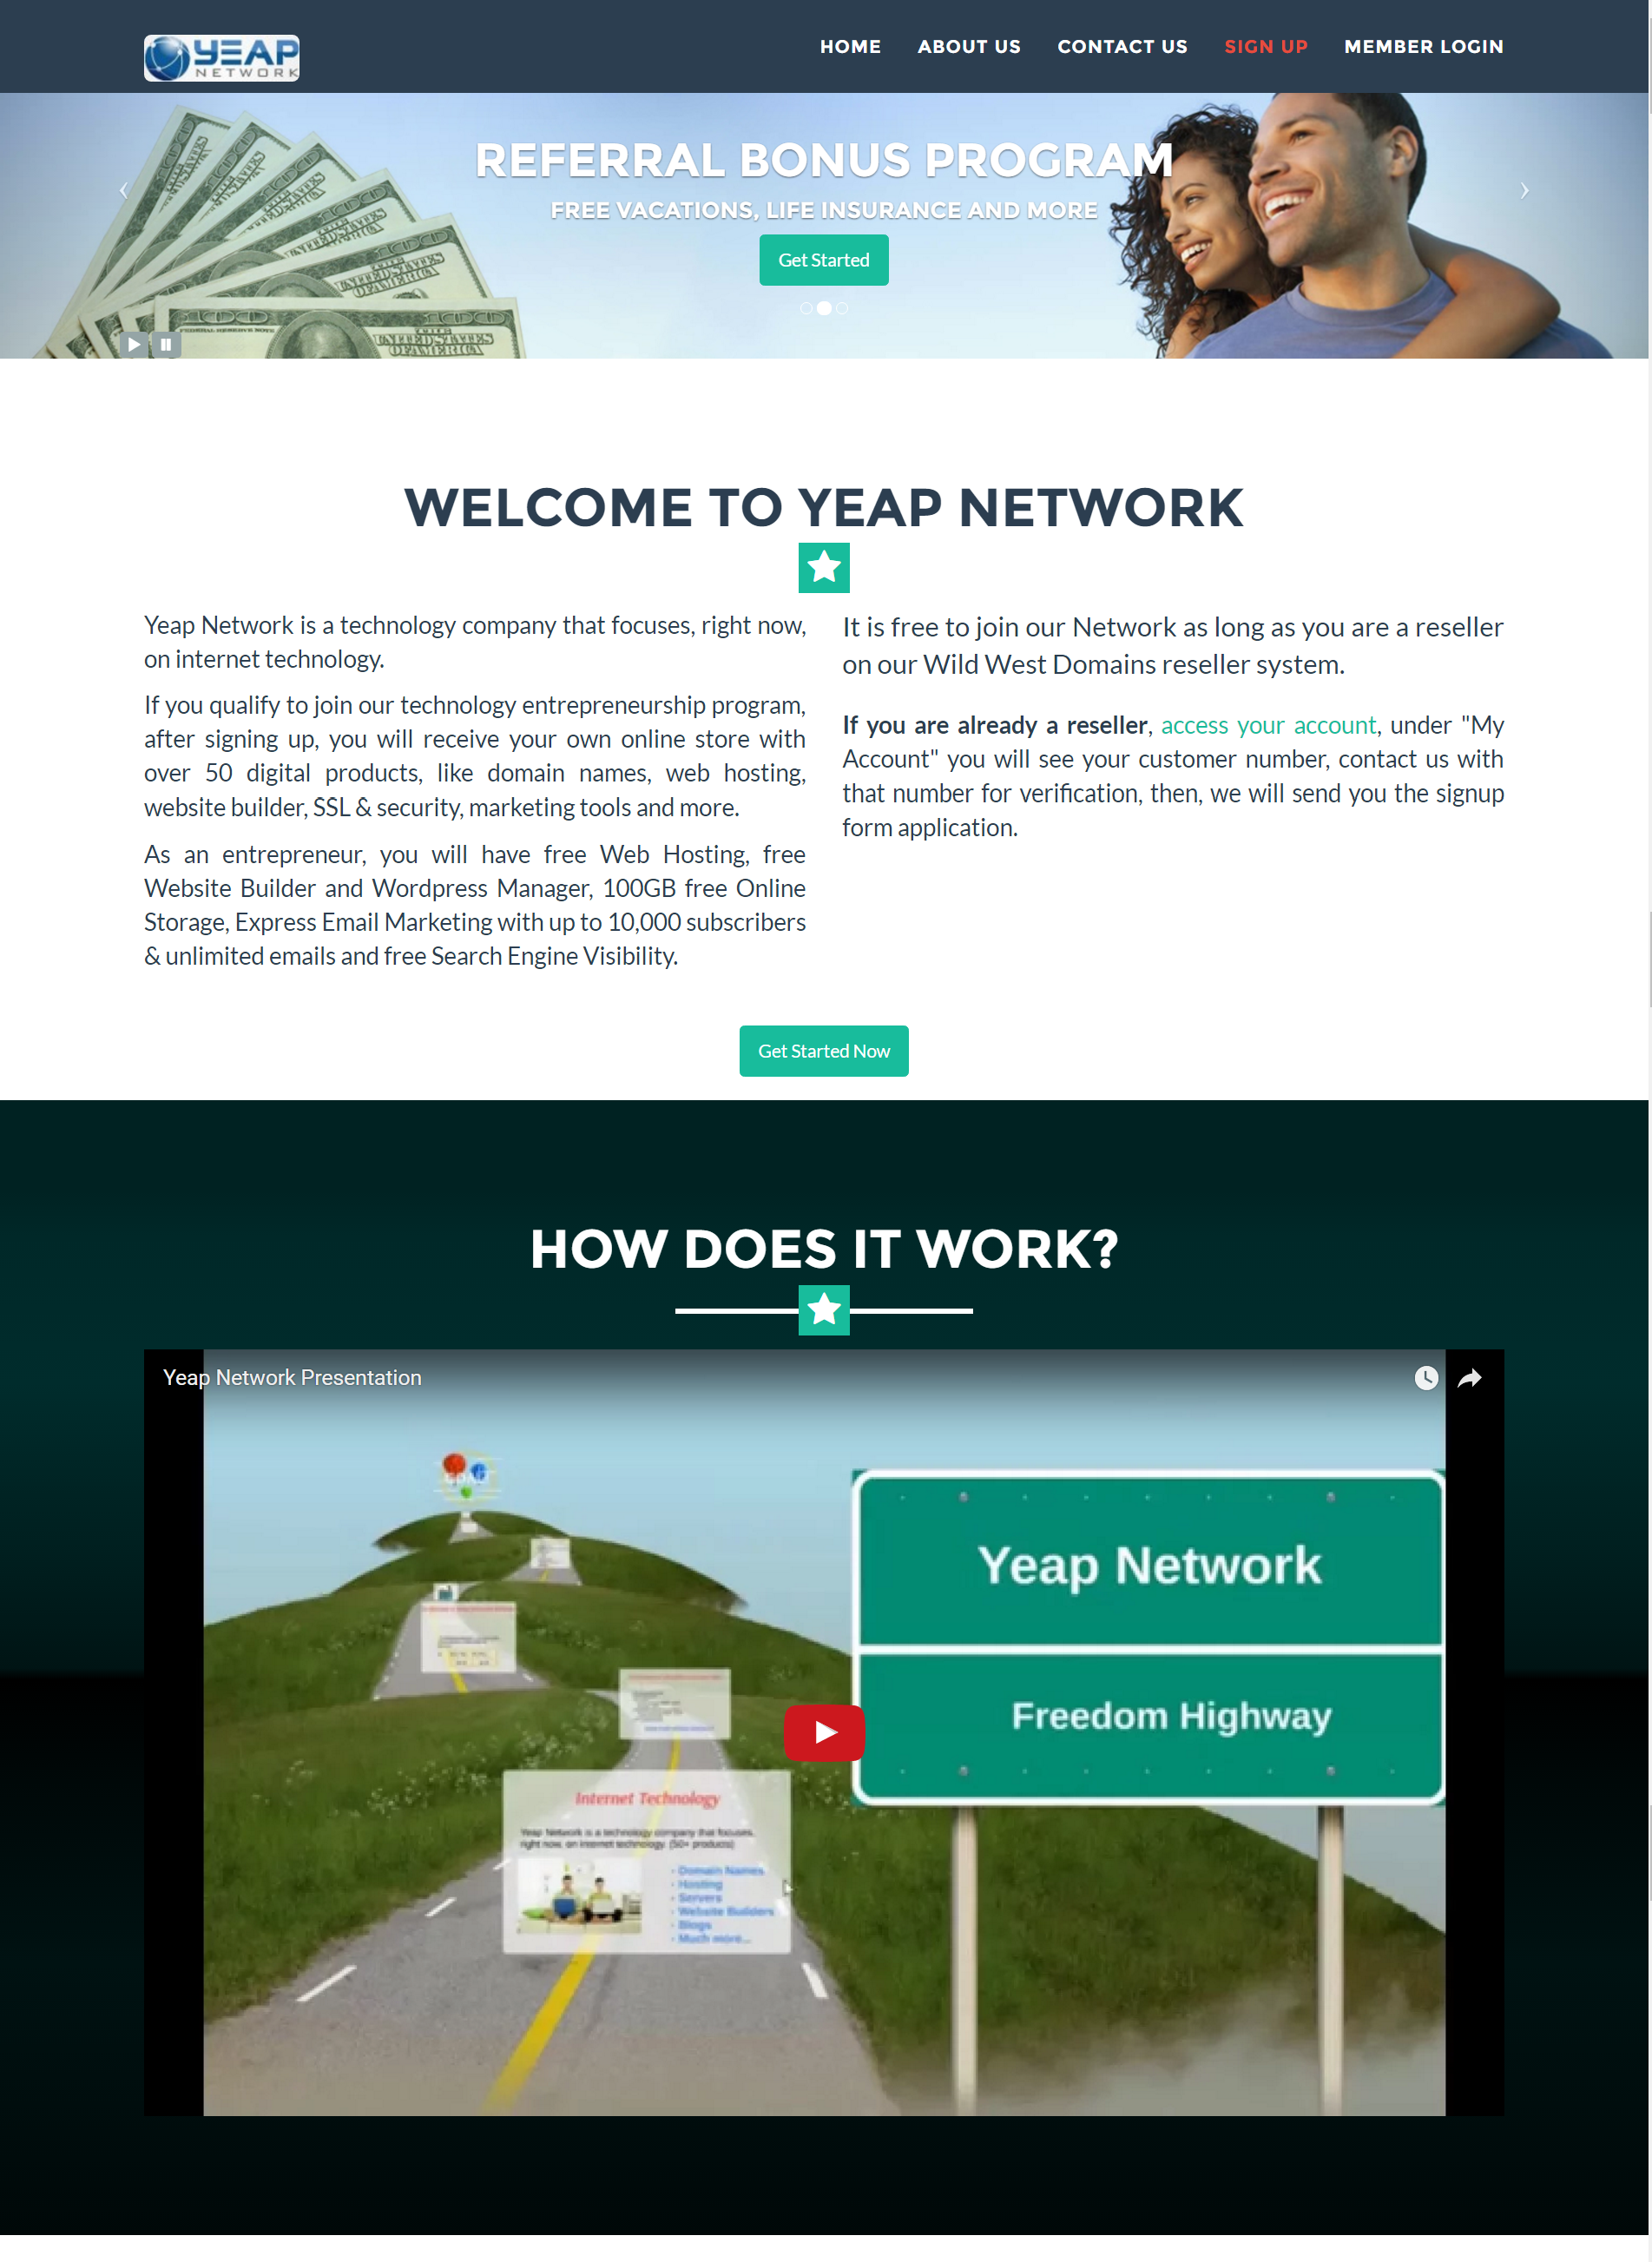 YEAP
NETWORK
HOME
ABOUT US
CONTACT US
SIGN UP
MEMBER LOGIN
REFERRAL BONUS PROGRAM
FREE VACATIONS, LIFE INSURANCE AND MORE
Get Started
WELCOME TO YEAP NETWORK
Yeap Network is a technology company that focuses, right now,
on internet technology.
If you qualify to join our technology entrepreneurship program,
after signing up, you will receive your own online store with
over 50 digital products, like domain names, web hosting,
website builder, SSL & security, marketing tools and more.
As an entrepreneur, you will have free Web Hosting, free
Website Builder and Wordpress Manager, 100GB free Online
Storage, Express Email Marketing with up to 10,000 subscribers
& unlimited emails and free Search Engine Visibility.
It is free to join our Network as long as you are a reseller
on our Wild West Domains reseller system.
If you are already a reseller, access your account, under "My
Account" you will see your customer number, contact us with
that number for verification, then, we will send you the signup
form application.
Get Started Now
HOW DOES IT WORK?
Yeap Network Presentation
Yeap Network
Freedom Highway
Internet Technology
Yeap Network is a technology company that focuses,
right now, on internet technology. (50+ products)
- Domain Names
- Hosting
- Servers
- Website Builders
- Blogs
- Much more...